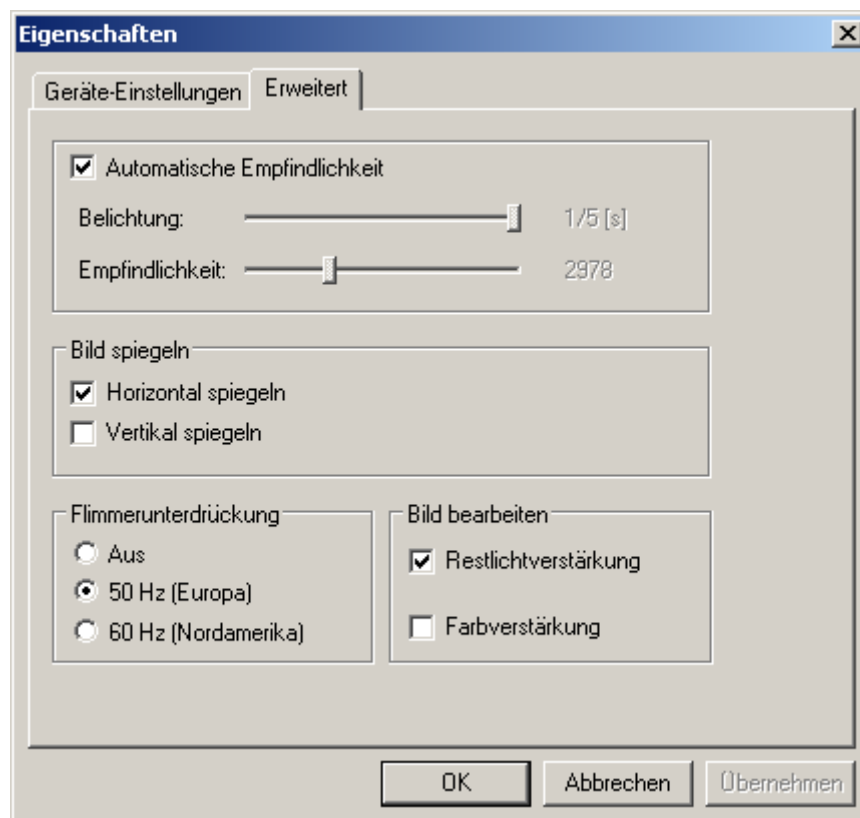 Eigenschaften
Geräte-Einstellungen Erweitert
Automatische Empfindlichkeit
Belichtung: 1/5 [s]
Empfindlichkeit: 2978
Bild spiegeln
Horizontal spiegeln
Vertikal spiegeln
Flimmerunterdrückung
Aus
50 Hz (Europa)
60 Hz (Nordamerika)
Bild bearbeiten
Restlichtverstärkung
Farbverstärkung
OK Abbrechen Übernehmen